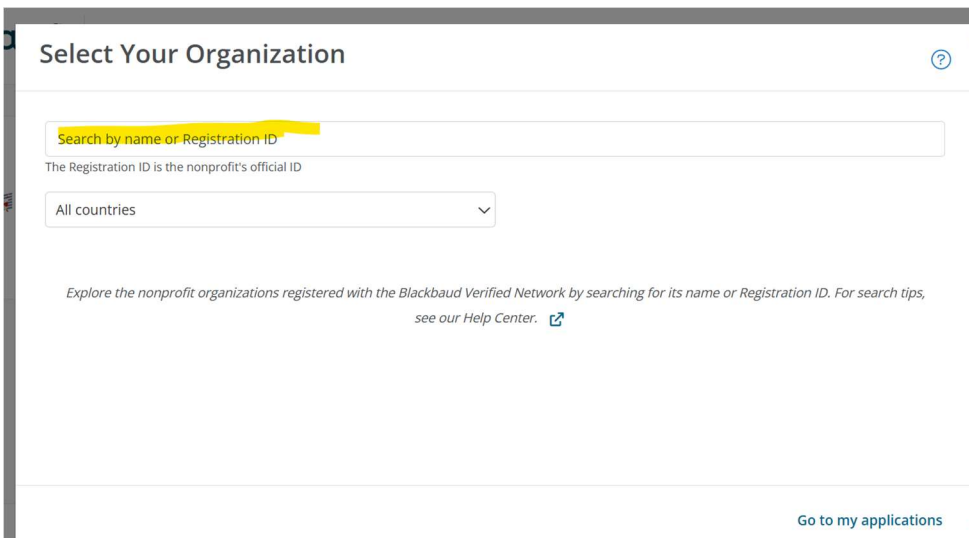 Select Your Organization
Search by name or Registration ID
The Registration ID is the nonprofit's official ID
All countries
Explore the nonprofit organizations registered with the Blackbaud Verified Network by searching for its name or Registration ID. For search tips,
see our Help Center.
Go to my applications